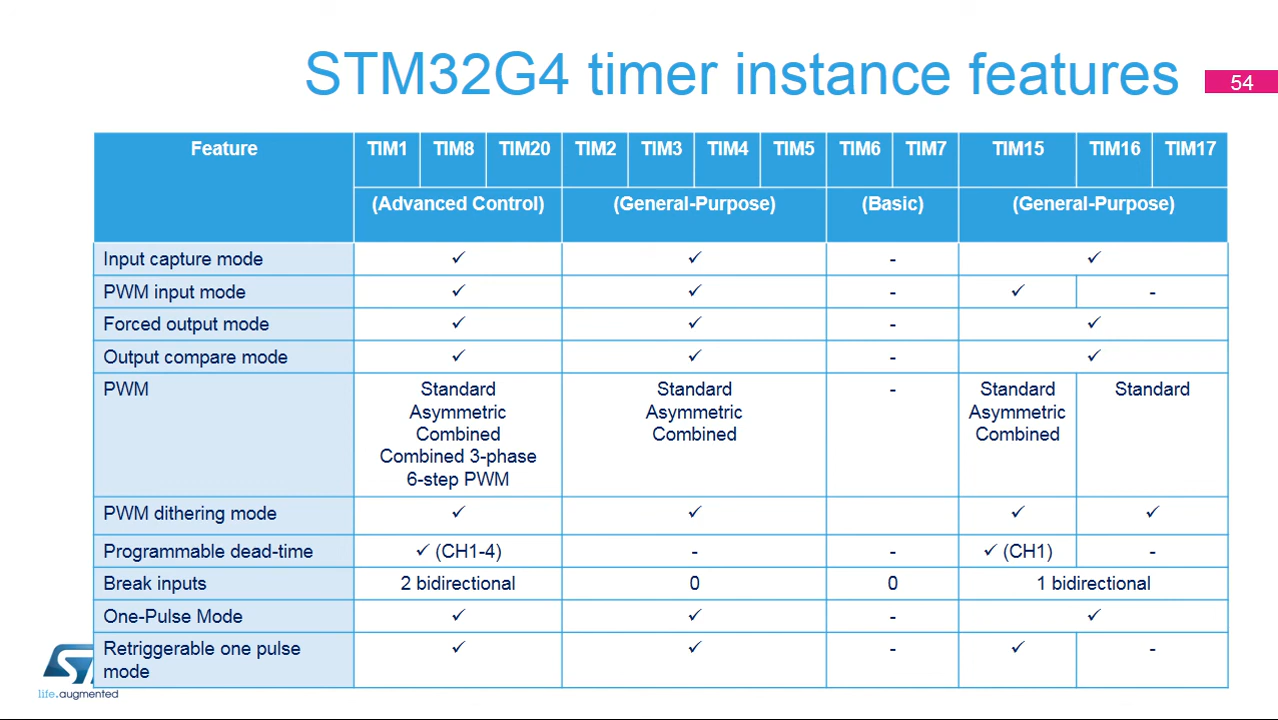 STM32G4 timer instance features
54
Feature TIM1 TIM8 TIM20 TIM2 TIM3 TIM4 TIM5 TIM6 TIM7 TIM15 TIM16 TIM17
(Advanced Control) (General-Purpose) (Basic) (General-Purpose)
Input capture mode ✓ ✓ - ✓
PWM input mode ✓ ✓ - ✓ -
Forced output mode ✓ ✓ - ✓
Output compare mode ✓ ✓ - ✓
PWM Standard Standard - Standard Standard
Asymmetric Asymmetric Asymmetric
Combined Combined Combined
Combined 3-phase
6-step PWM
PWM dithering mode ✓ ✓ ✓ ✓
Programmable dead-time ✓ (CH1-4) - - ✓ (CH1) -
Break inputs 2 bidirectional 0 0 1 bidirectional
One-Pulse Mode ✓ ✓ - ✓
Retriggerable one pulse ✓ ✓ - ✓ -
mode
life.augmented